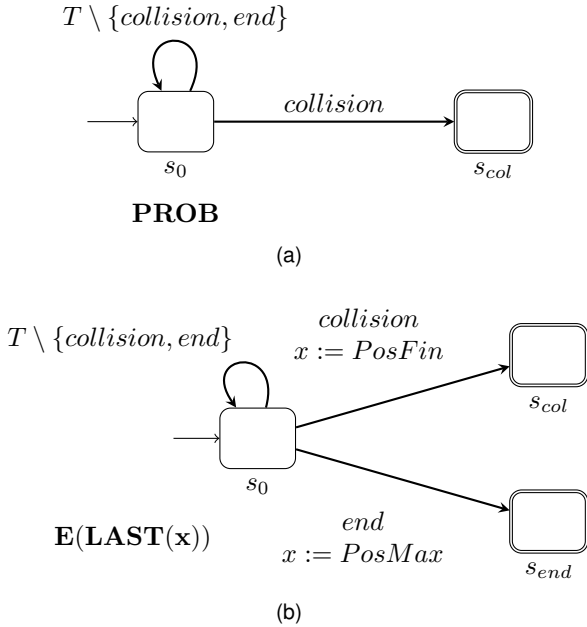 T \ {collision, end}
collision
s₀
s_col
PROB
(a)
collision
x := PosFin
T \ {collision, end}
s_col
s₀
end
x := PosMax
E(LAST(x))
s_end
(b)